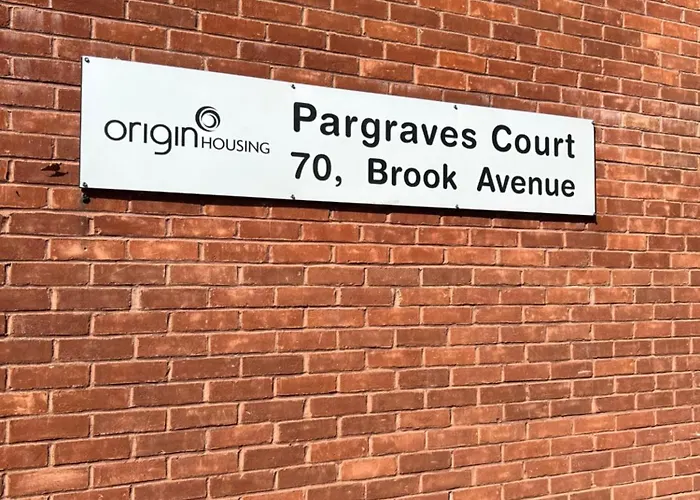 origin HOUSING
Pargraves Court
70, Brook Avenue